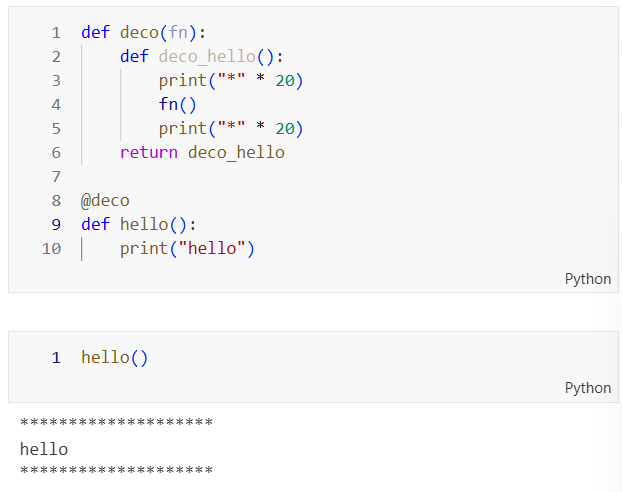 1 def deco(fn):
2     def deco_hello():
3         print("*" * 20)
4         fn()
5         print("*" * 20)
6     return deco_hello
7
8 @deco
9 def hello():
10     print("hello")
Python
1 hello()
Python
********************
hello
********************